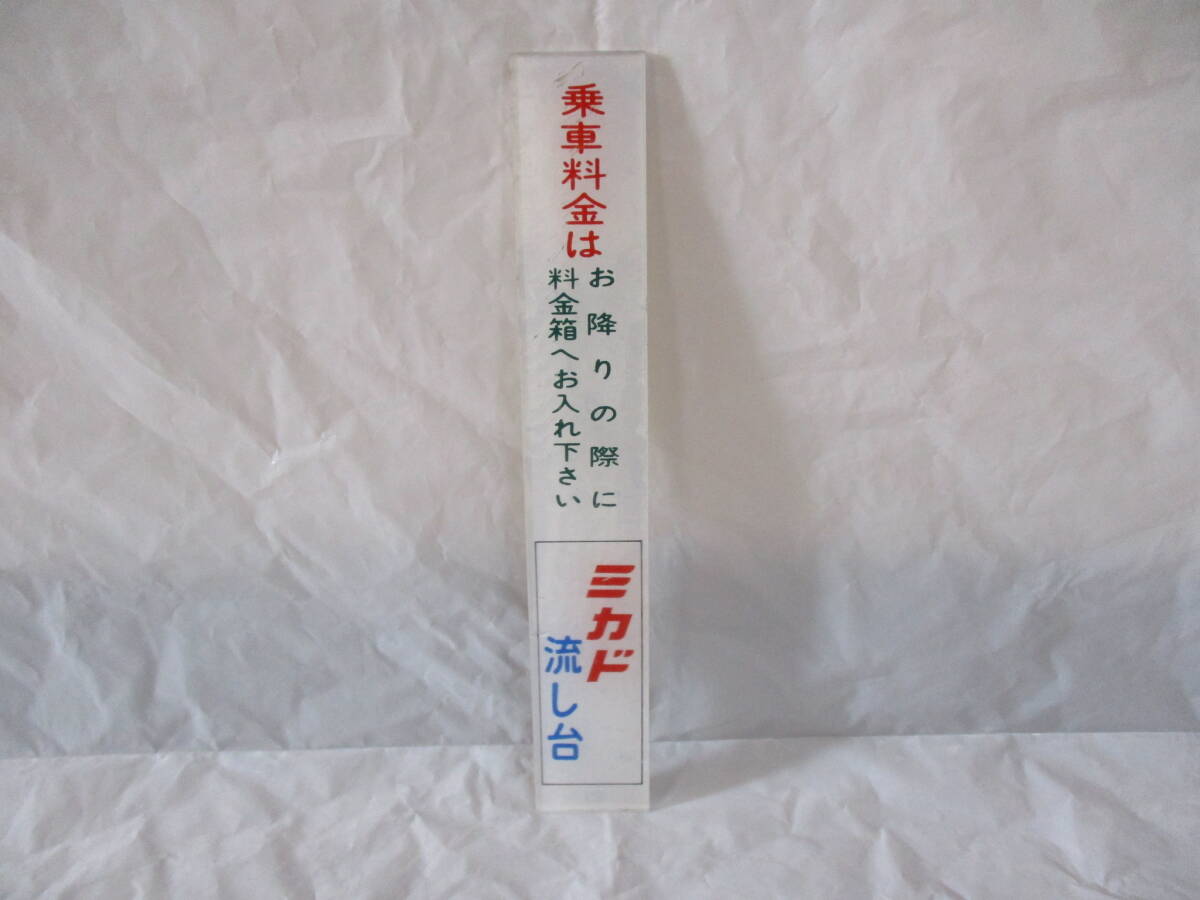 乗車料金は
お降りの際に
料金箱へお入れ下さい
ミカド
流し台